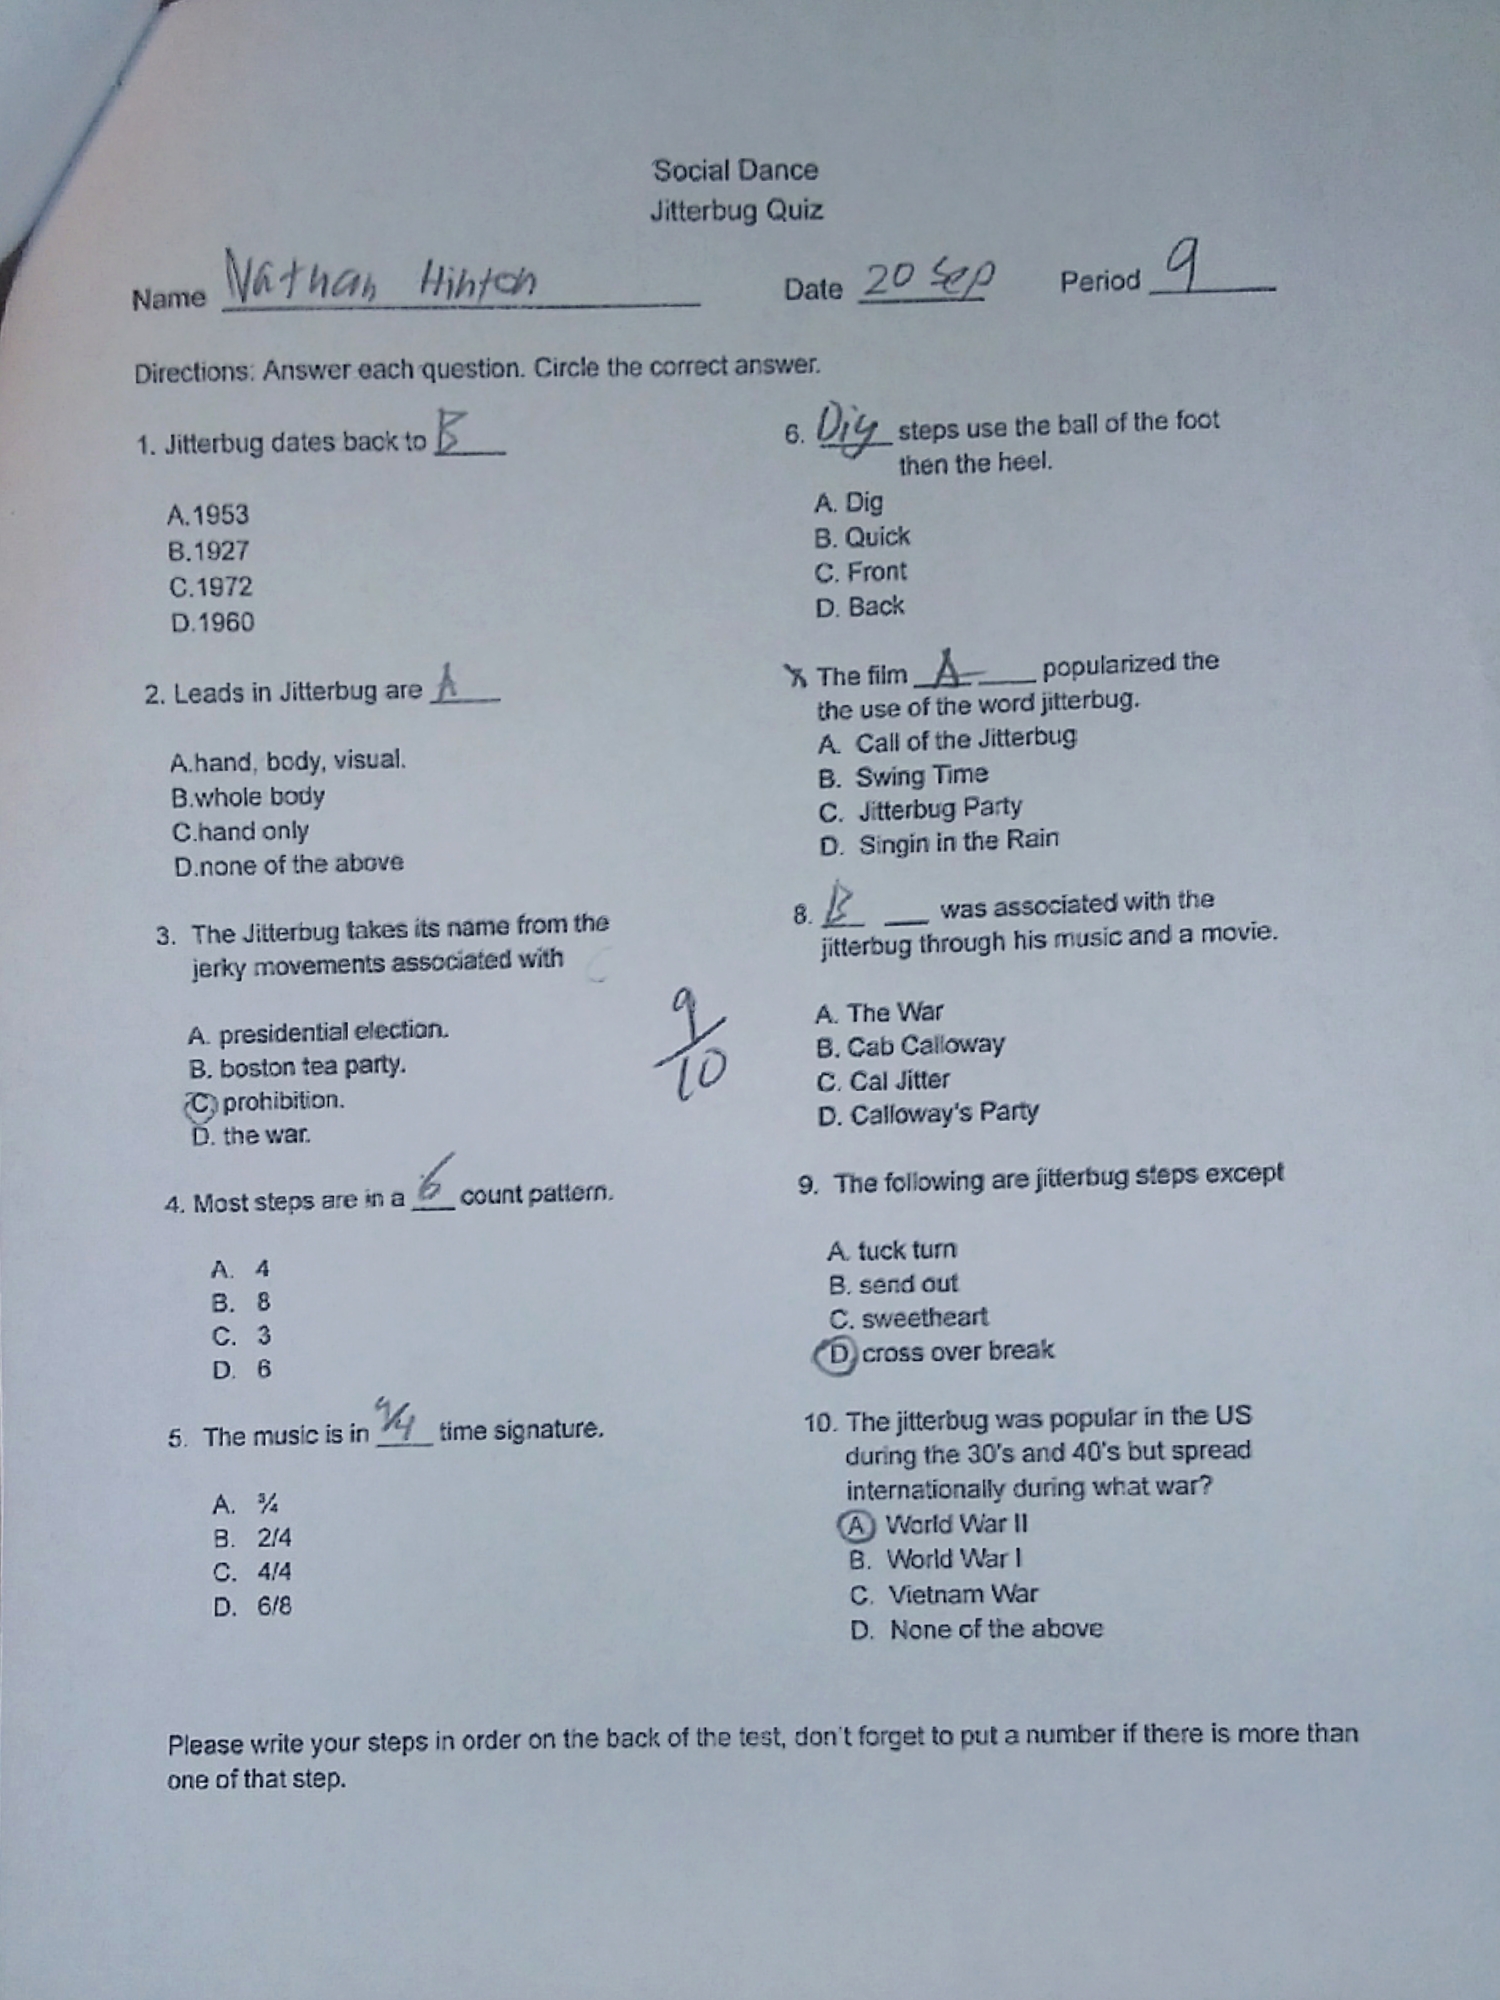 Social Dance
Jitterbug Quiz
Name Nathan Hinton Date 20 Sep Period 9
Directions: Answer each question. Circle the correct answer.
1. Jitterbug dates back to B
A.1953
B.1927
C.1972
D.1960
2. Leads in Jitterbug are A
A.hand, body, visual.
B.whole body
C.hand only
D.none of the above
3. The Jitterbug takes its name from the
jerky movements associated with C
A. presidential election.
B. boston tea party.
C. prohibition.
D. the war.
4. Most steps are in a 6 count pattern.
A. 4
B. 8
C. 3
D. 6
5. The music is in 4/4 time signature.
A. ¾
B. 2/4
C. 4/4
D. 6/8
9/10
6. Dig steps use the ball of the foot
then the heel.
A. Dig
B. Quick
C. Front
D. Back
The film A popularized the
the use of the word jitterbug.
A. Call of the Jitterbug
B. Swing Time
C. Jitterbug Party
D. Singin in the Rain
8. B was associated with the
jitterbug through his music and a movie.
A. The War
B. Cab Calloway
C. Cal Jitter
D. Calloway's Party
9. The following are jitterbug steps except
A. tuck turn
B. send out
C. sweetheart
D. cross over break
10. The jitterbug was popular in the US
during the 30's and 40's but spread
internationally during what war?
A. World War II
B. World War I
C. Vietnam War
D. None of the above
Please write your steps in order on the back of the test, don't forget to put a number if there is more than
one of that step.